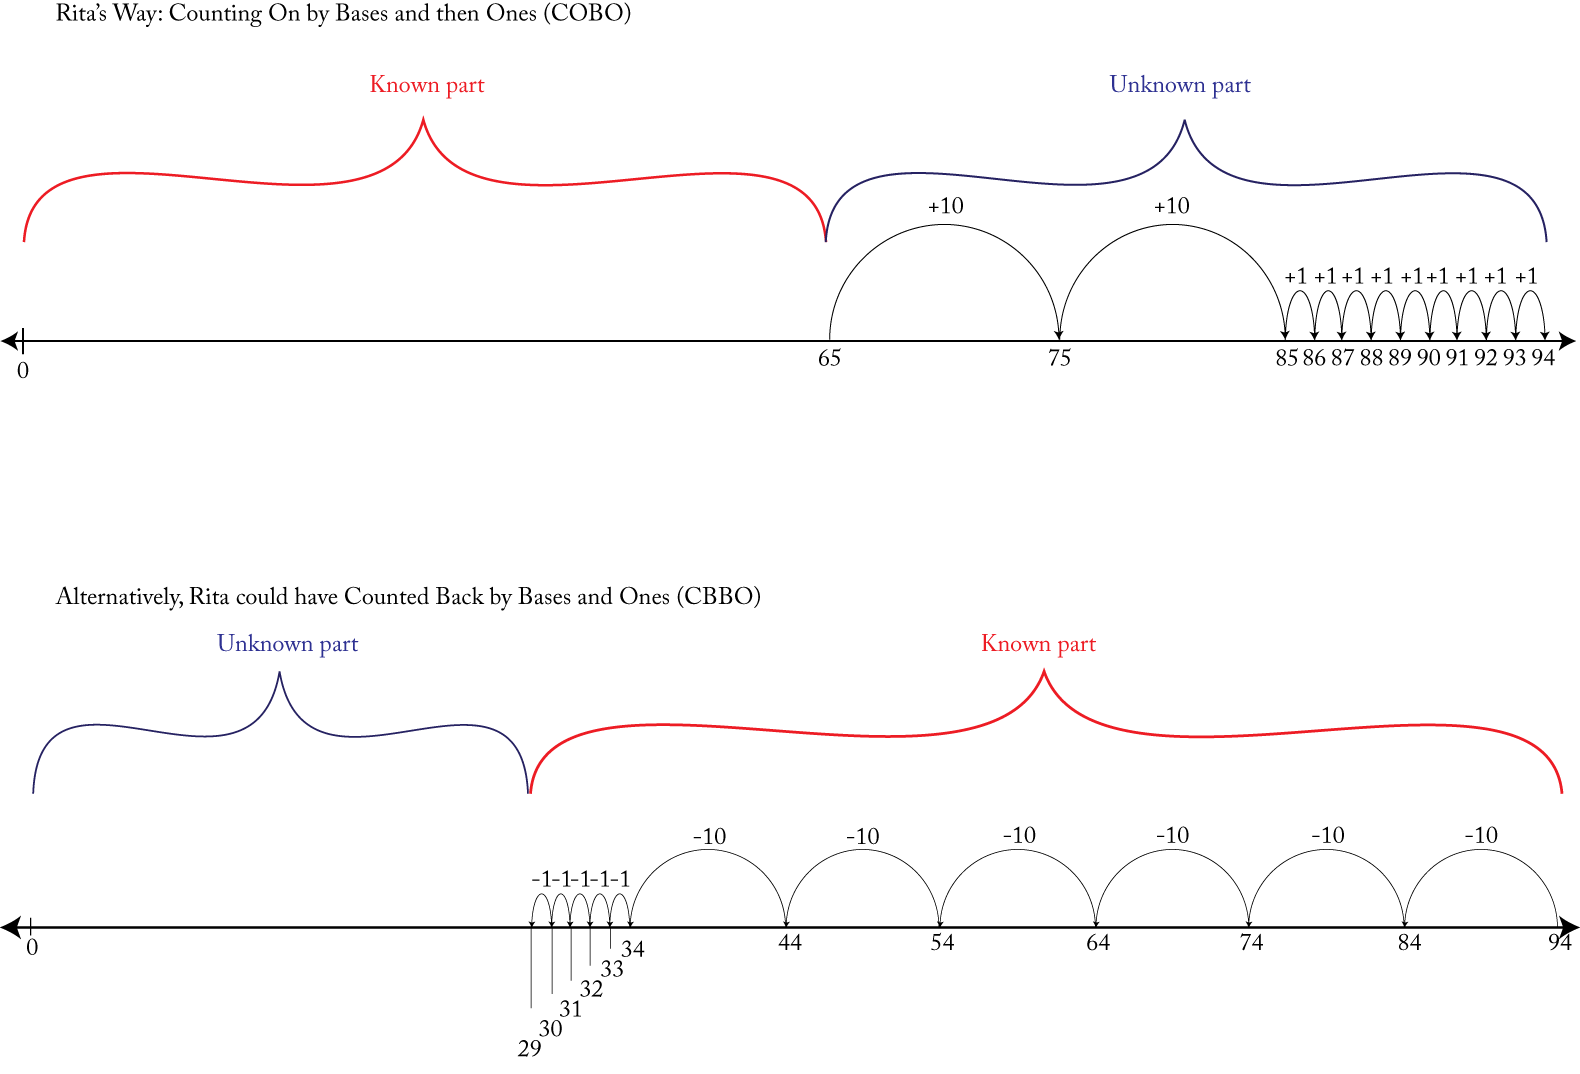 Rita’s Way: Counting On by Bases and then Ones (COBO)
Known part Unknown part
+10 +10
+1 +1 +1 +1 +1 +1 +1 +1 +1
0 65 75 85 86 87 88 89 90 91 92 93 94
Alternatively, Rita could have Counted Back by Bases and Ones (CBBO)
Unknown part Known part
-10 -10 -10 -10 -10 -10
-1 -1 -1 -1 -1
0 34 44 54 64 74 84 94
33
32
31
30
29